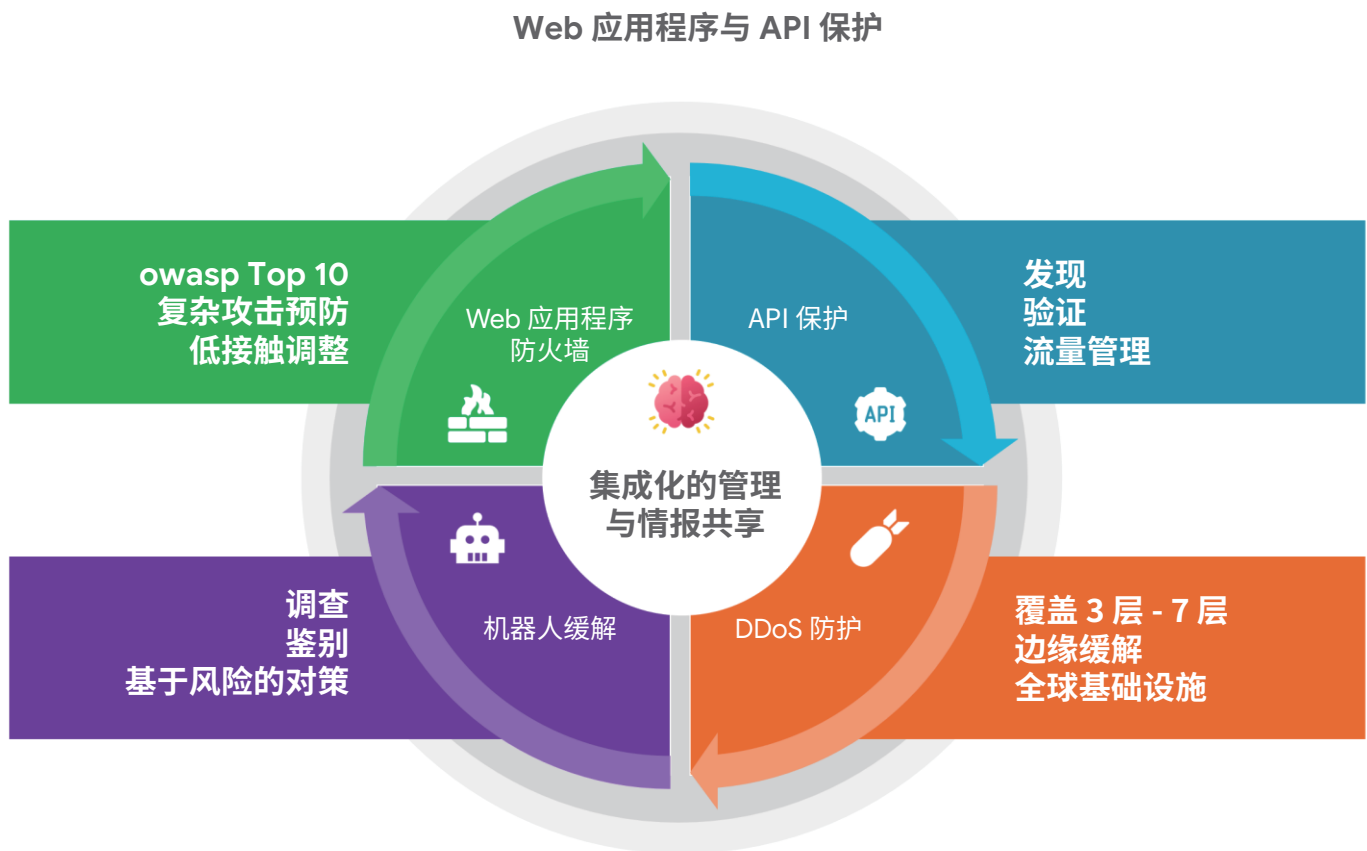 Web 应用程序与 API 保护
owasp Top 10
复杂攻击预防
低接触调整
Web 应用程序
防火墙
API 保护
API
发现
验证
流量管理
集成化的管理
与情报共享
调查
鉴别
基于风险的对策
机器人缓解
DDoS 防护
覆盖 3 层 - 7 层
边缘缓解
全球基础设施